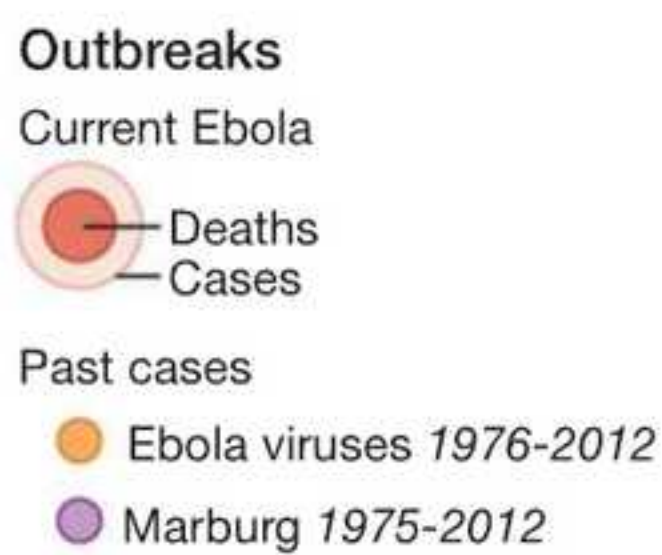 Outbreaks
Current Ebola
Deaths
Cases
Past cases
Ebola viruses 1976-2012
Marburg 1975-2012